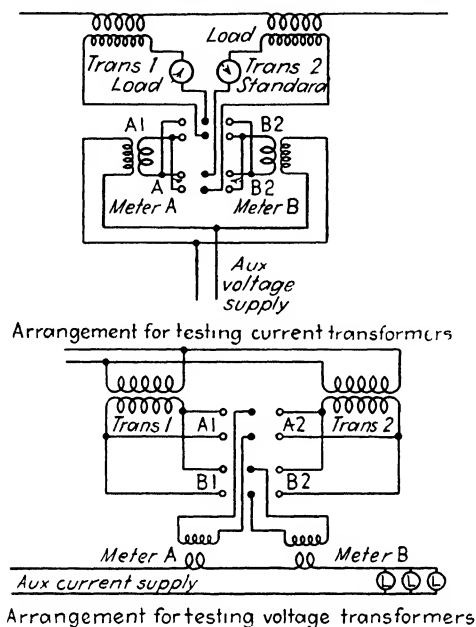 Load
Trans 1
Load
Trans 2
Standard
A1
B2
A
A
B2
Meter A
Meter B
Aux
voltage
supply
Arrangement for testing current transformers
Trans 1
A1
A2
Trans 2
B1
B2
Meter A
Meter B
Aux current supply
L L L
Arrangement for testing voltage transformers